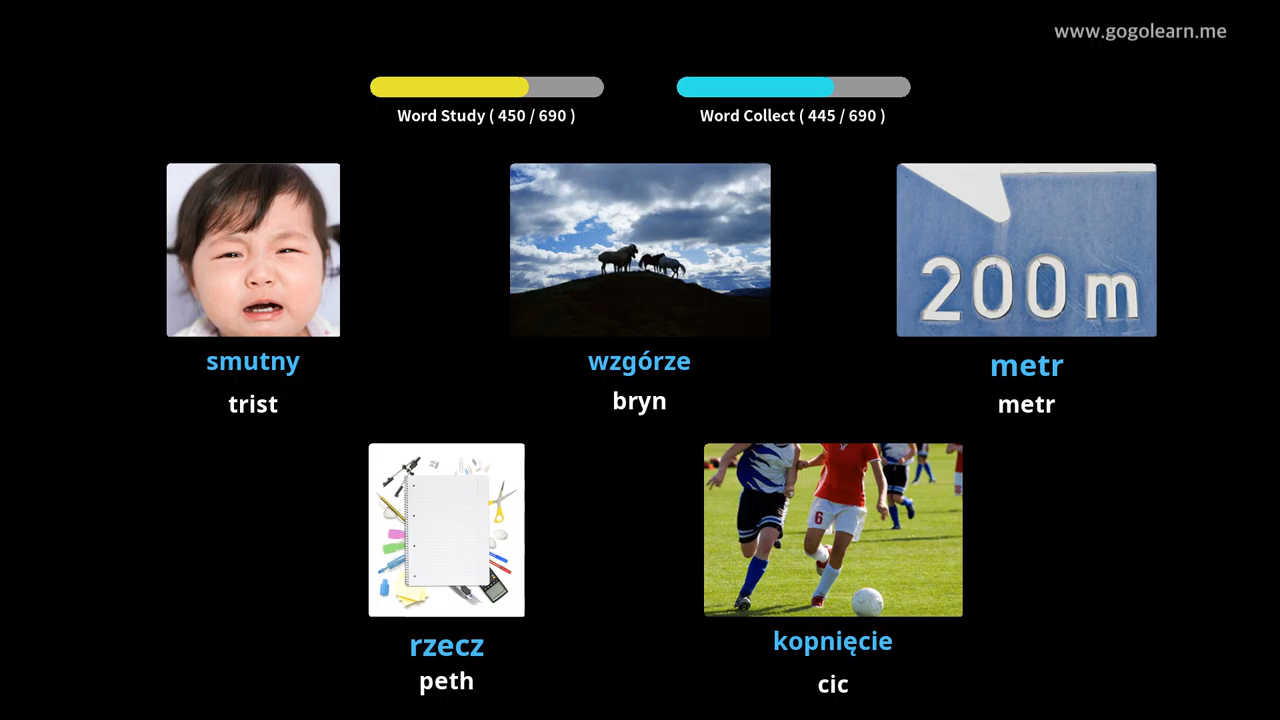 www.gogolearn.me
Word Study ( 450 / 690 )
Word Collect ( 445 / 690 )
200 m
smutny
wzgórze
metr
trist
bryn
metr
6
rzecz
kopnięcie
peth
cic